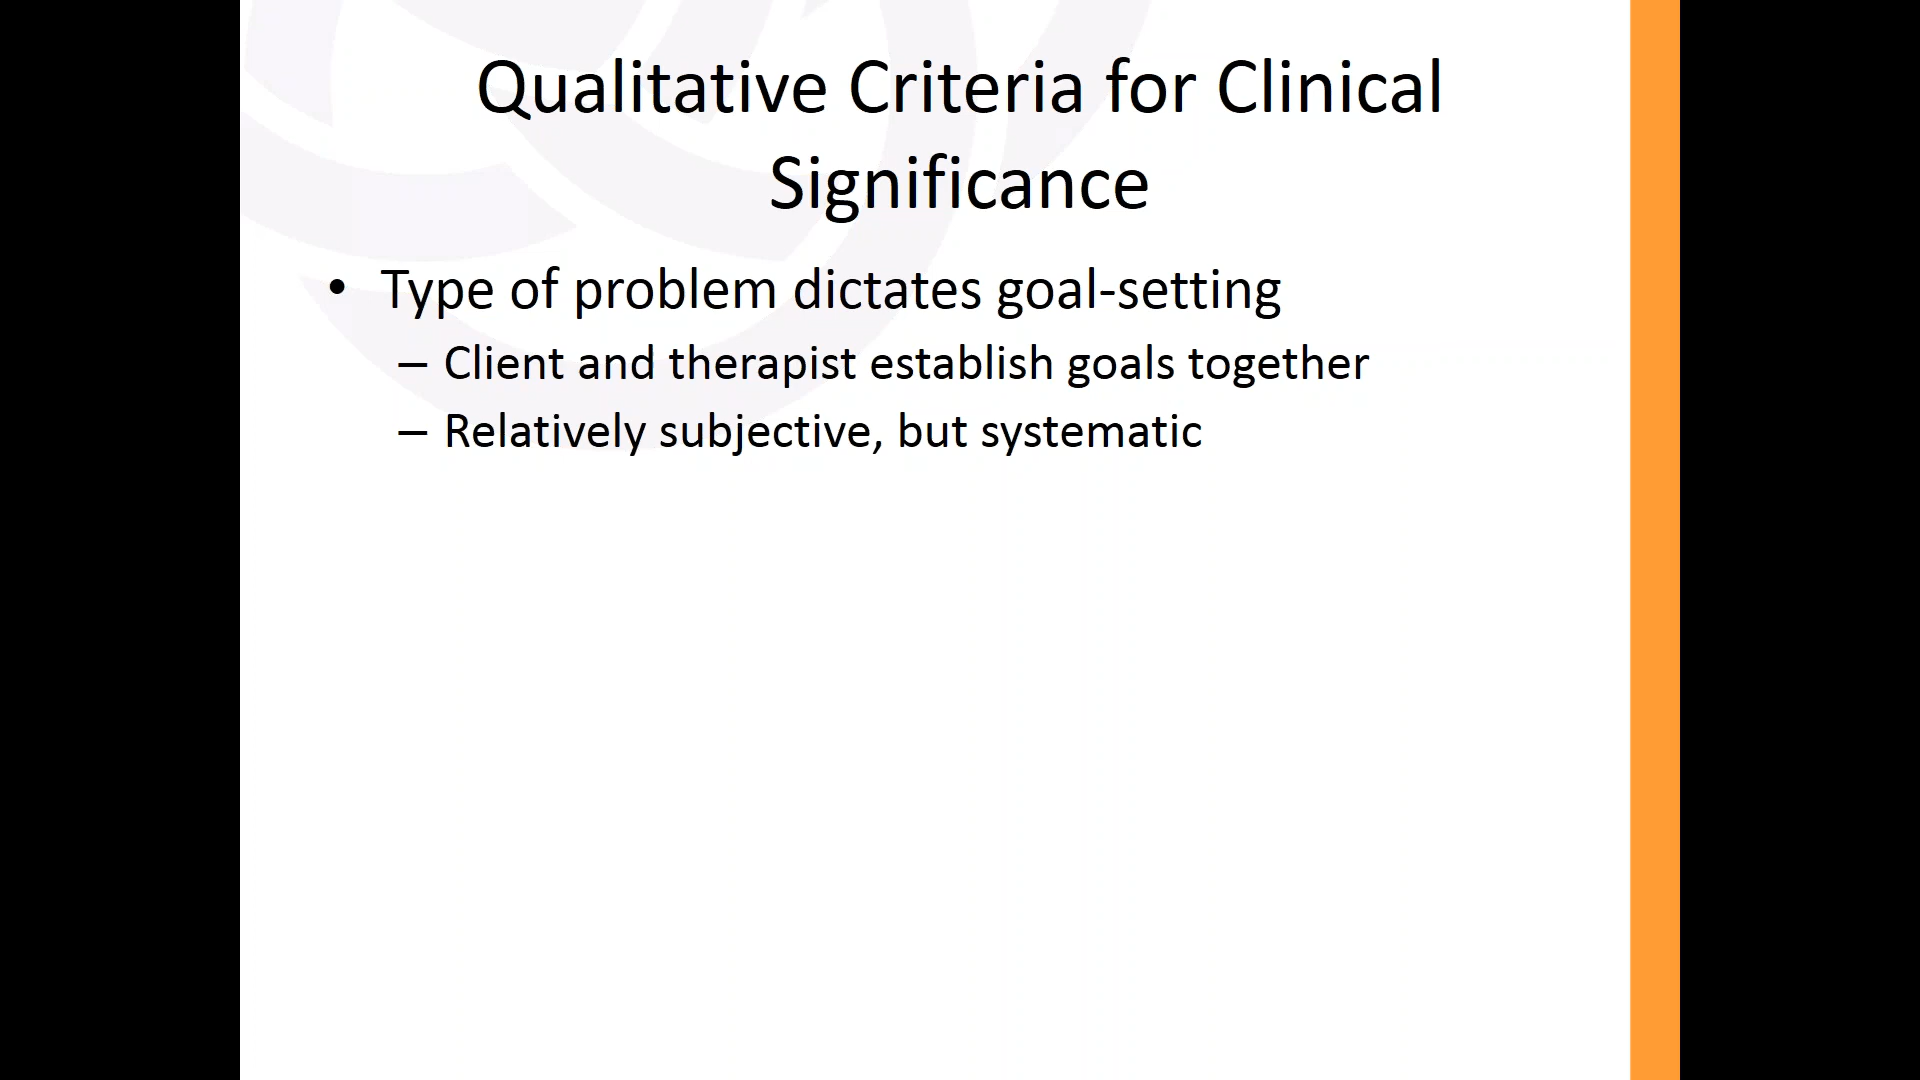 Qualitative Criteria for Clinical
Significance
• Type of problem dictates goal-setting
– Client and therapist establish goals together
– Relatively subjective, but systematic